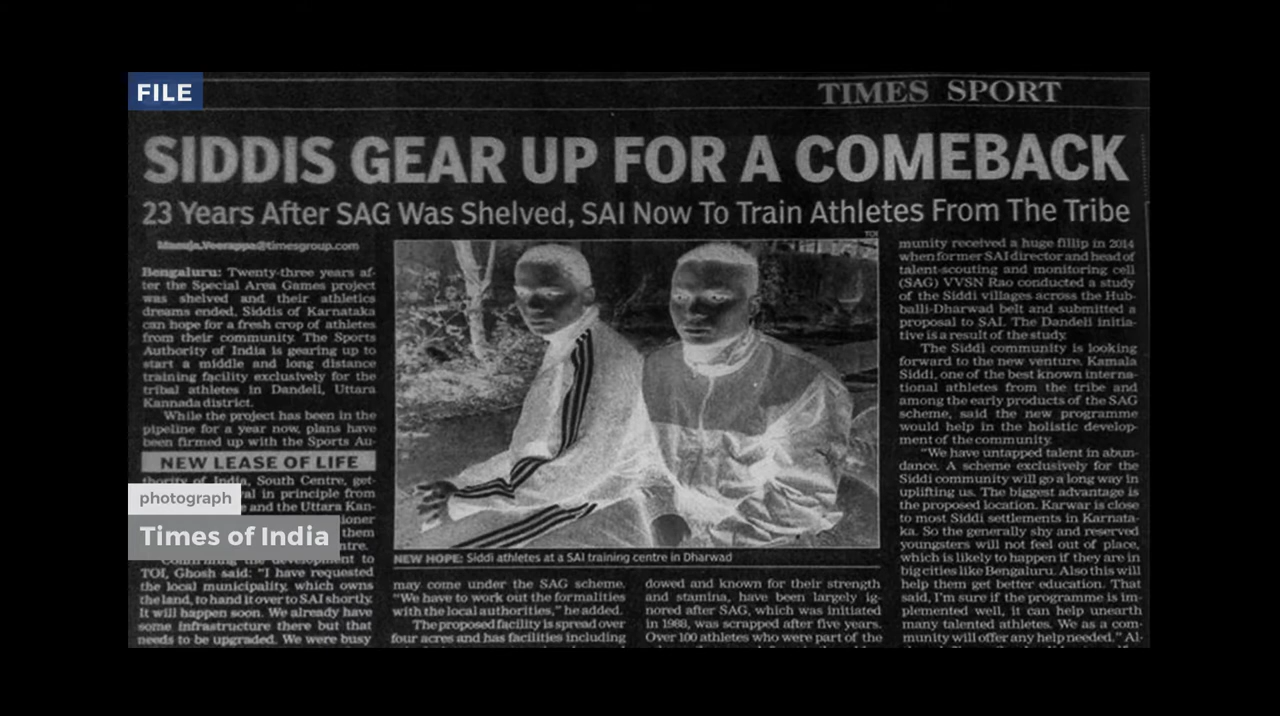 FILE
TIMES SPORT
SIDDIS GEAR UP FOR A COMEBACK
23 Years After SAG Was Shelved, SAI Now To Train Athletes From The Tribe
Manuja.Veerappa@timesgroup.com
Bengaluru: Twenty-three years af-
ter the Special Area Games project
was shelved and their athletics
dreams ended, Siddis of Karnataka
can hope for a fresh crop of athletes
from their community. The Sports
Authority of India is gearing up to
start a middle and long distance
training facility exclusively for the
tribal athletes in Dandeli, Uttara
Kannada district.
While the project has been in the
pipeline for a year now, plans have
been firmed up with the Sports Au-
NEW LEASE OF LIFE
thority of India, South Centre, get-
al in principle from
and the Uttara Kan-
ioner
them
ntre.
photograph
Times of India
Confirming the development to
TOI, Ghosh said: "I have requested
the local municipality, which owns
the land, to hand it over to SAI shortly.
It will happen soon. We already have
some infrastructure there but that
needs to be upgraded. We were busy
TOI
NEW HOPE: Siddi athletes at a SAI training centre in Dharwad
may come under the SAG scheme.
"We have to work out the formalities
with the local authorities," he added.
The proposed facility is spread over
four acres and has facilities including
dowed and known for their strength
and stamina, have been largely ig-
nored after SAG, which was initiated
in 1988, was scrapped after five years.
Over 100 athletes who were part of the
munity received a huge fillip in 2014
when former SAI director and head of
talent-scouting and monitoring cell
(SAG) VVSN Rao conducted a study
of the Siddi villages across the Hub-
balli-Dharwad belt and submitted a
proposal to SAI. The Dandeli initia-
tive is a result of the study.
The Siddi community is looking
forward to the new venture. Kamala
Siddi, one of the best known interna-
tional athletes from the tribe and
among the early products of the SAG
scheme, said the new programme
would help in the holistic develop-
ment of the community.
"We have untapped talent in abun-
dance. A scheme exclusively for the
Siddi community will go a long way in
uplifting us. The biggest advantage is
the proposed location. Karwar is close
to most Siddi settlements in Karnata-
ka. So the generally shy and reserved
youngsters will not feel out of place,
which is likely to happen if they are in
big cities like Bengaluru. Also this will
help them get better education. That
said, I'm sure if the programme is im-
plemented well, it can help unearth
many talented athletes. We as a com-
munity will offer any help needed." Al-